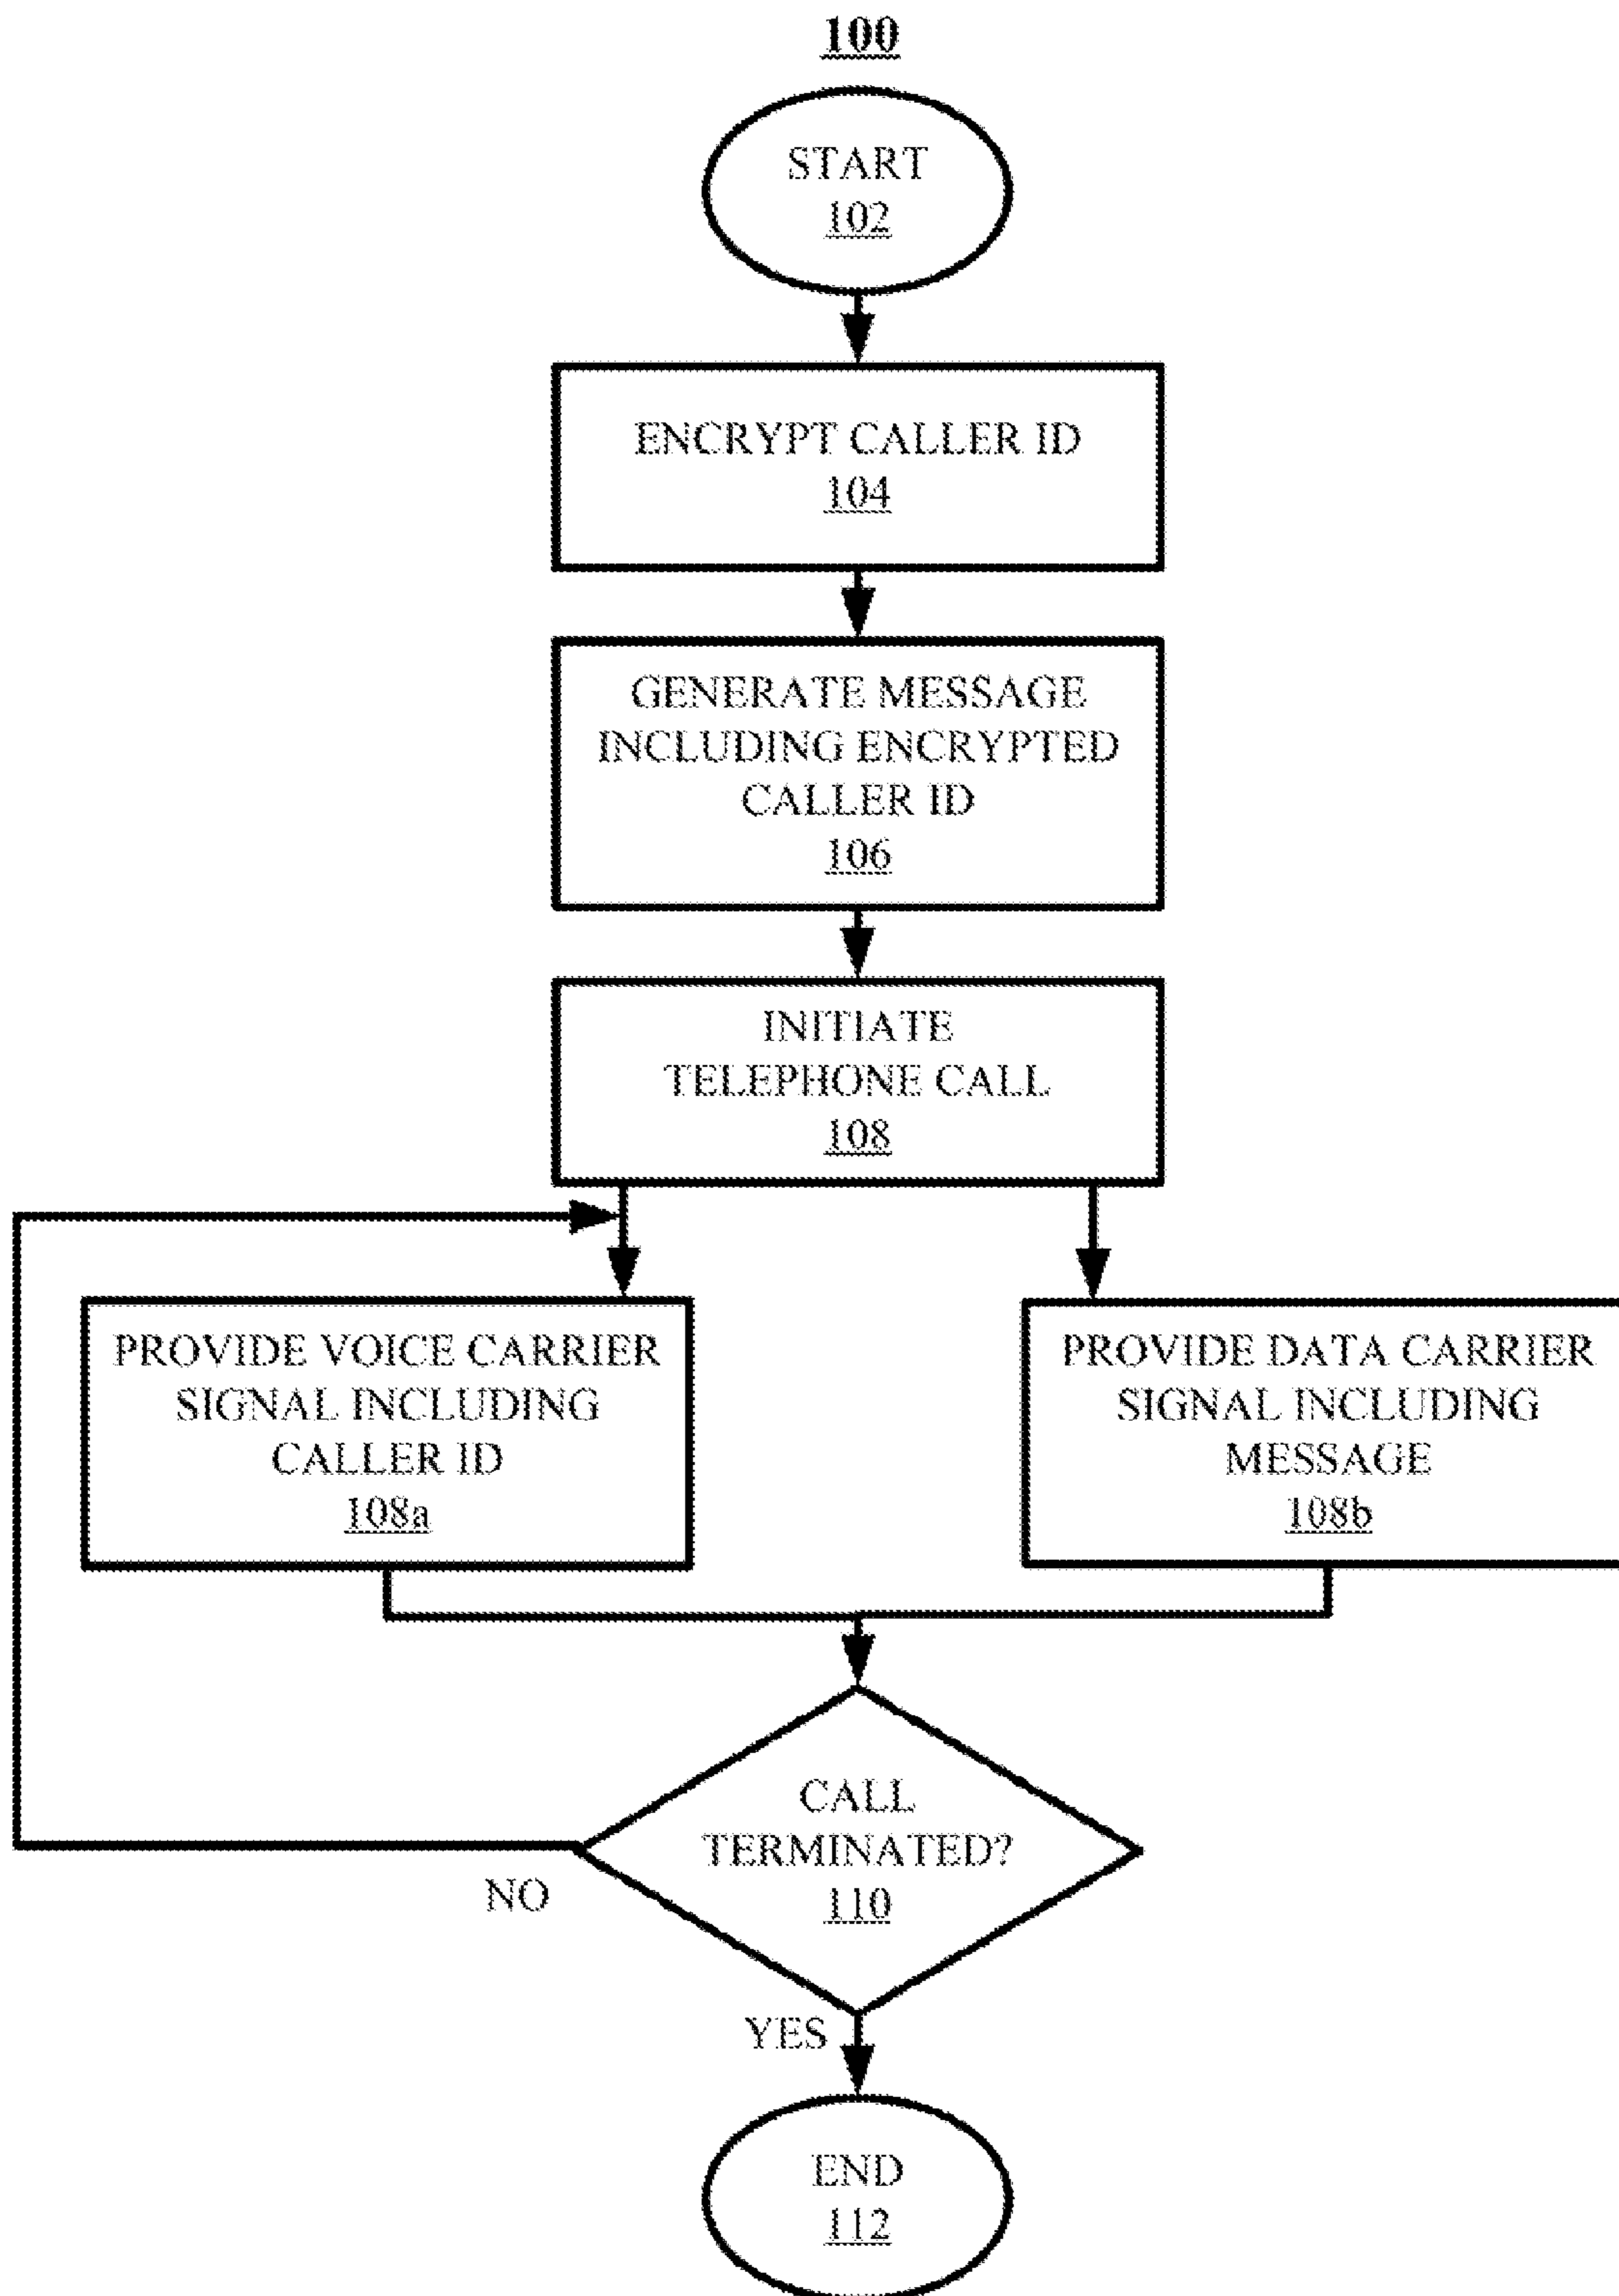 100
START
102
ENCRYPT CALLER ID
104
GENERATE MESSAGE
INCLUDING ENCRYPTED
CALLER ID
106
INITIATE
TELEPHONE CALL
108
PROVIDE VOICE CARRIER
SIGNAL INCLUDING
CALLER ID
108a
PROVIDE DATA CARRIER
SIGNAL INCLUDING
MESSAGE
108b
CALL
TERMINATED?
110
NO
YES
END
112